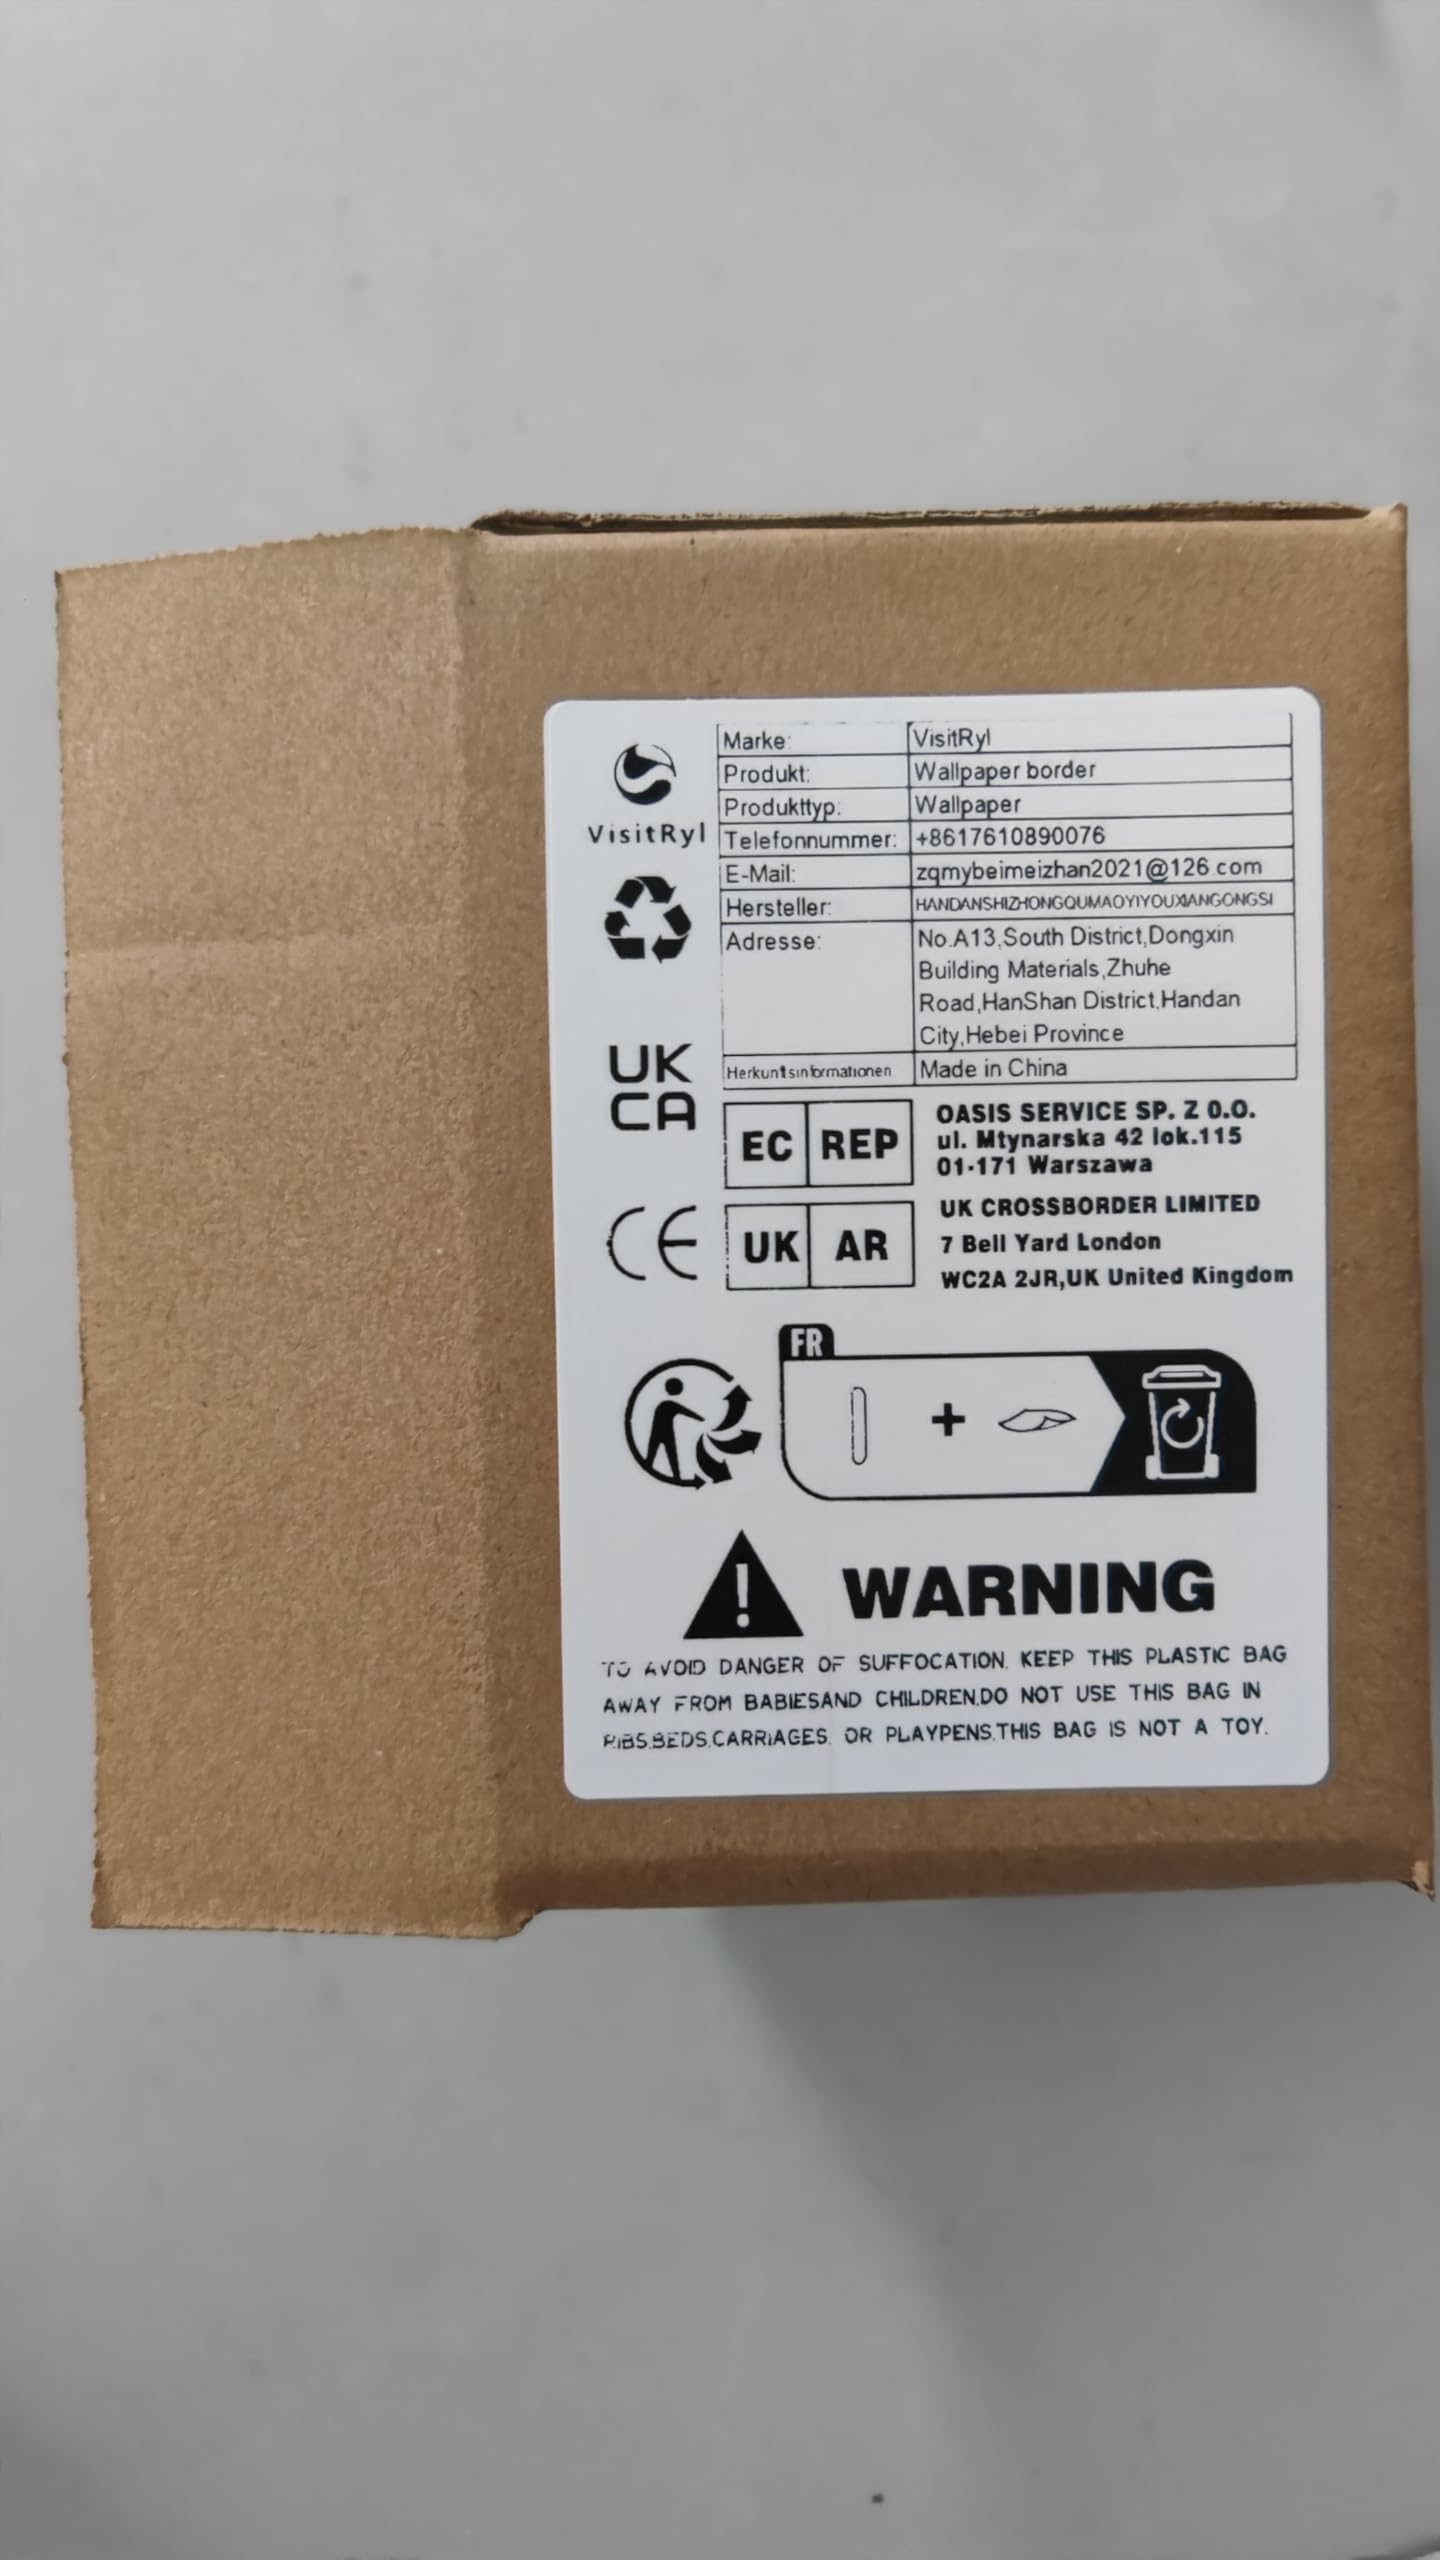 VisitRyl
Marke: VisitRyl
Produkt: Wallpaper border
Produkttyp: Wallpaper
Telefonnummer: +8617610890076
E-Mail: zqmybeimeizhan2021@126.com
Hersteller: HANDANSHIZHONGQUMAOYIYOUXIANGONGSI
Adresse: No.A13,South District,Dongxin
Building Materials,Zhuhe
Road,HanShan District,Handan
City,Hebei Province
Herkunftsinformationen Made in China
UK
CA
EC REP
OASIS SERVICE SP. Z O.O.
ul. Mtynarska 42 lok.115
01-171 Warszawa
CE
UK AR
UK CROSSBORDER LIMITED
7 Bell Yard London
WC2A 2JR,UK United Kingdom
FR
+
WARNING
TO AVOID DANGER OF SUFFOCATION. KEEP THIS PLASTIC BAG
AWAY FROM BABIESAND CHILDREN,DO NOT USE THIS BAG IN
RIBS,BEDS,CARRIAGES. OR PLAYPENS.THIS BAG IS NOT A TOY.